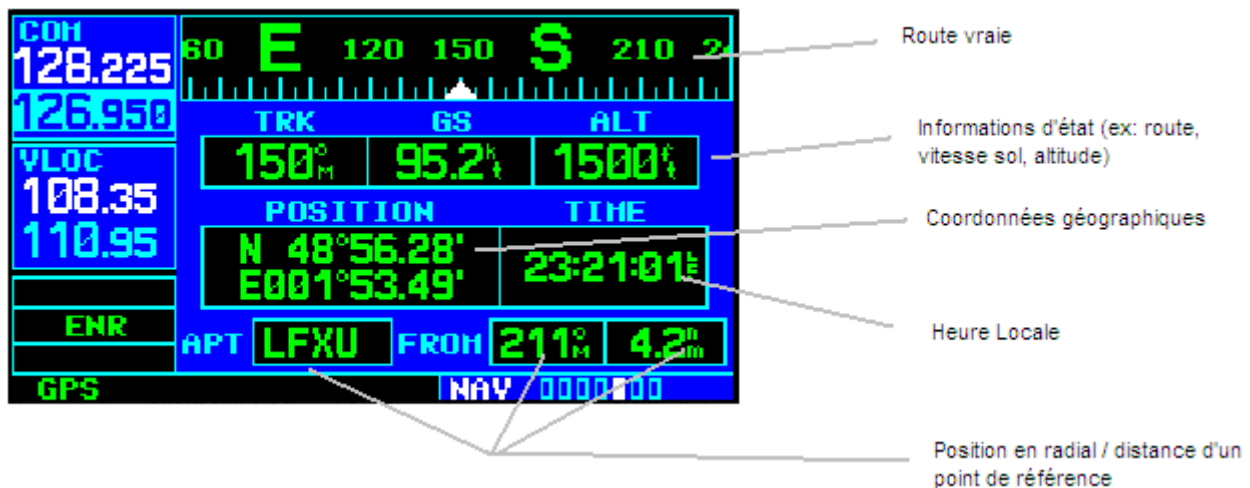 COM
128.225
126.950
VLOC
108.35
110.95
ENR
GPS
60 E 120 150 S 210 24
TRK GS ALT
150°M 95.2kt 1500ft
POSITION TIME
N 48°56.28' 23:21:01
E001°53.49'
APT LFXU FROM 211°M 4.2nm
NAV
Route vraie
Informations d'état (ex: route,
vitesse sol, altitude)
Coordonnées géographiques
Heure Locale
Position en radial / distance d'un
point de référence